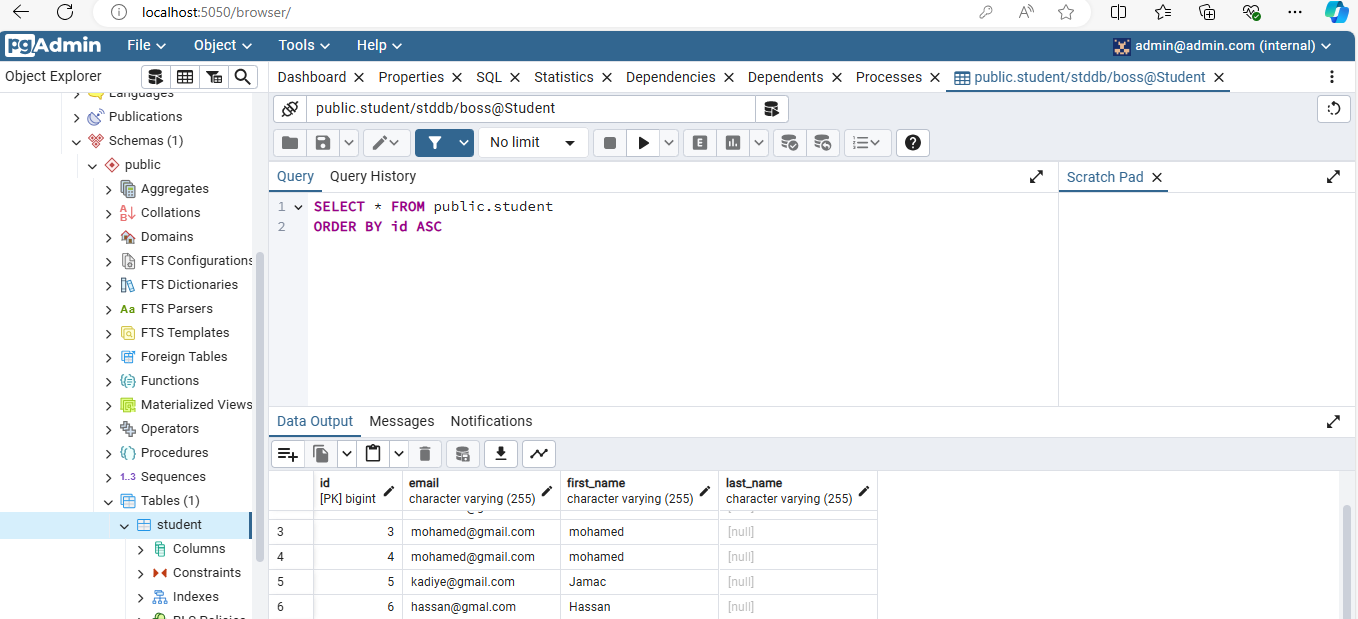 localhost:5050/browser/
pgAdmin File Object Tools Help admin@admin.com (internal)
Object Explorer
Dashboard Properties SQL Statistics Dependencies Dependents Processes public.student/stddb/boss@Student
Languages
Publications
Schemas (1)
public
Aggregates
Collations
Domains
FTS Configurations
FTS Dictionaries
Aa FTS Parsers
FTS Templates
Foreign Tables
Functions
Materialized Views
Operators
Procedures
1..3 Sequences
Tables (1)
student
Columns
Constraints
Indexes
RLS Policies
public.student/stddb/boss@Student
No limit
E
Query Query History
Scratch Pad
1 SELECT * FROM public.student
2 ORDER BY id ASC
Data Output Messages Notifications
id email first_name last_name
[PK] bigint character varying (255) character varying (255) character varying (255)
3 3 mohamed@gmail.com mohamed [null]
4 4 mohamed@gmail.com mohamed [null]
5 5 kadiye@gmail.com Jamac [null]
6 6 hassan@gmal.com Hassan [null]